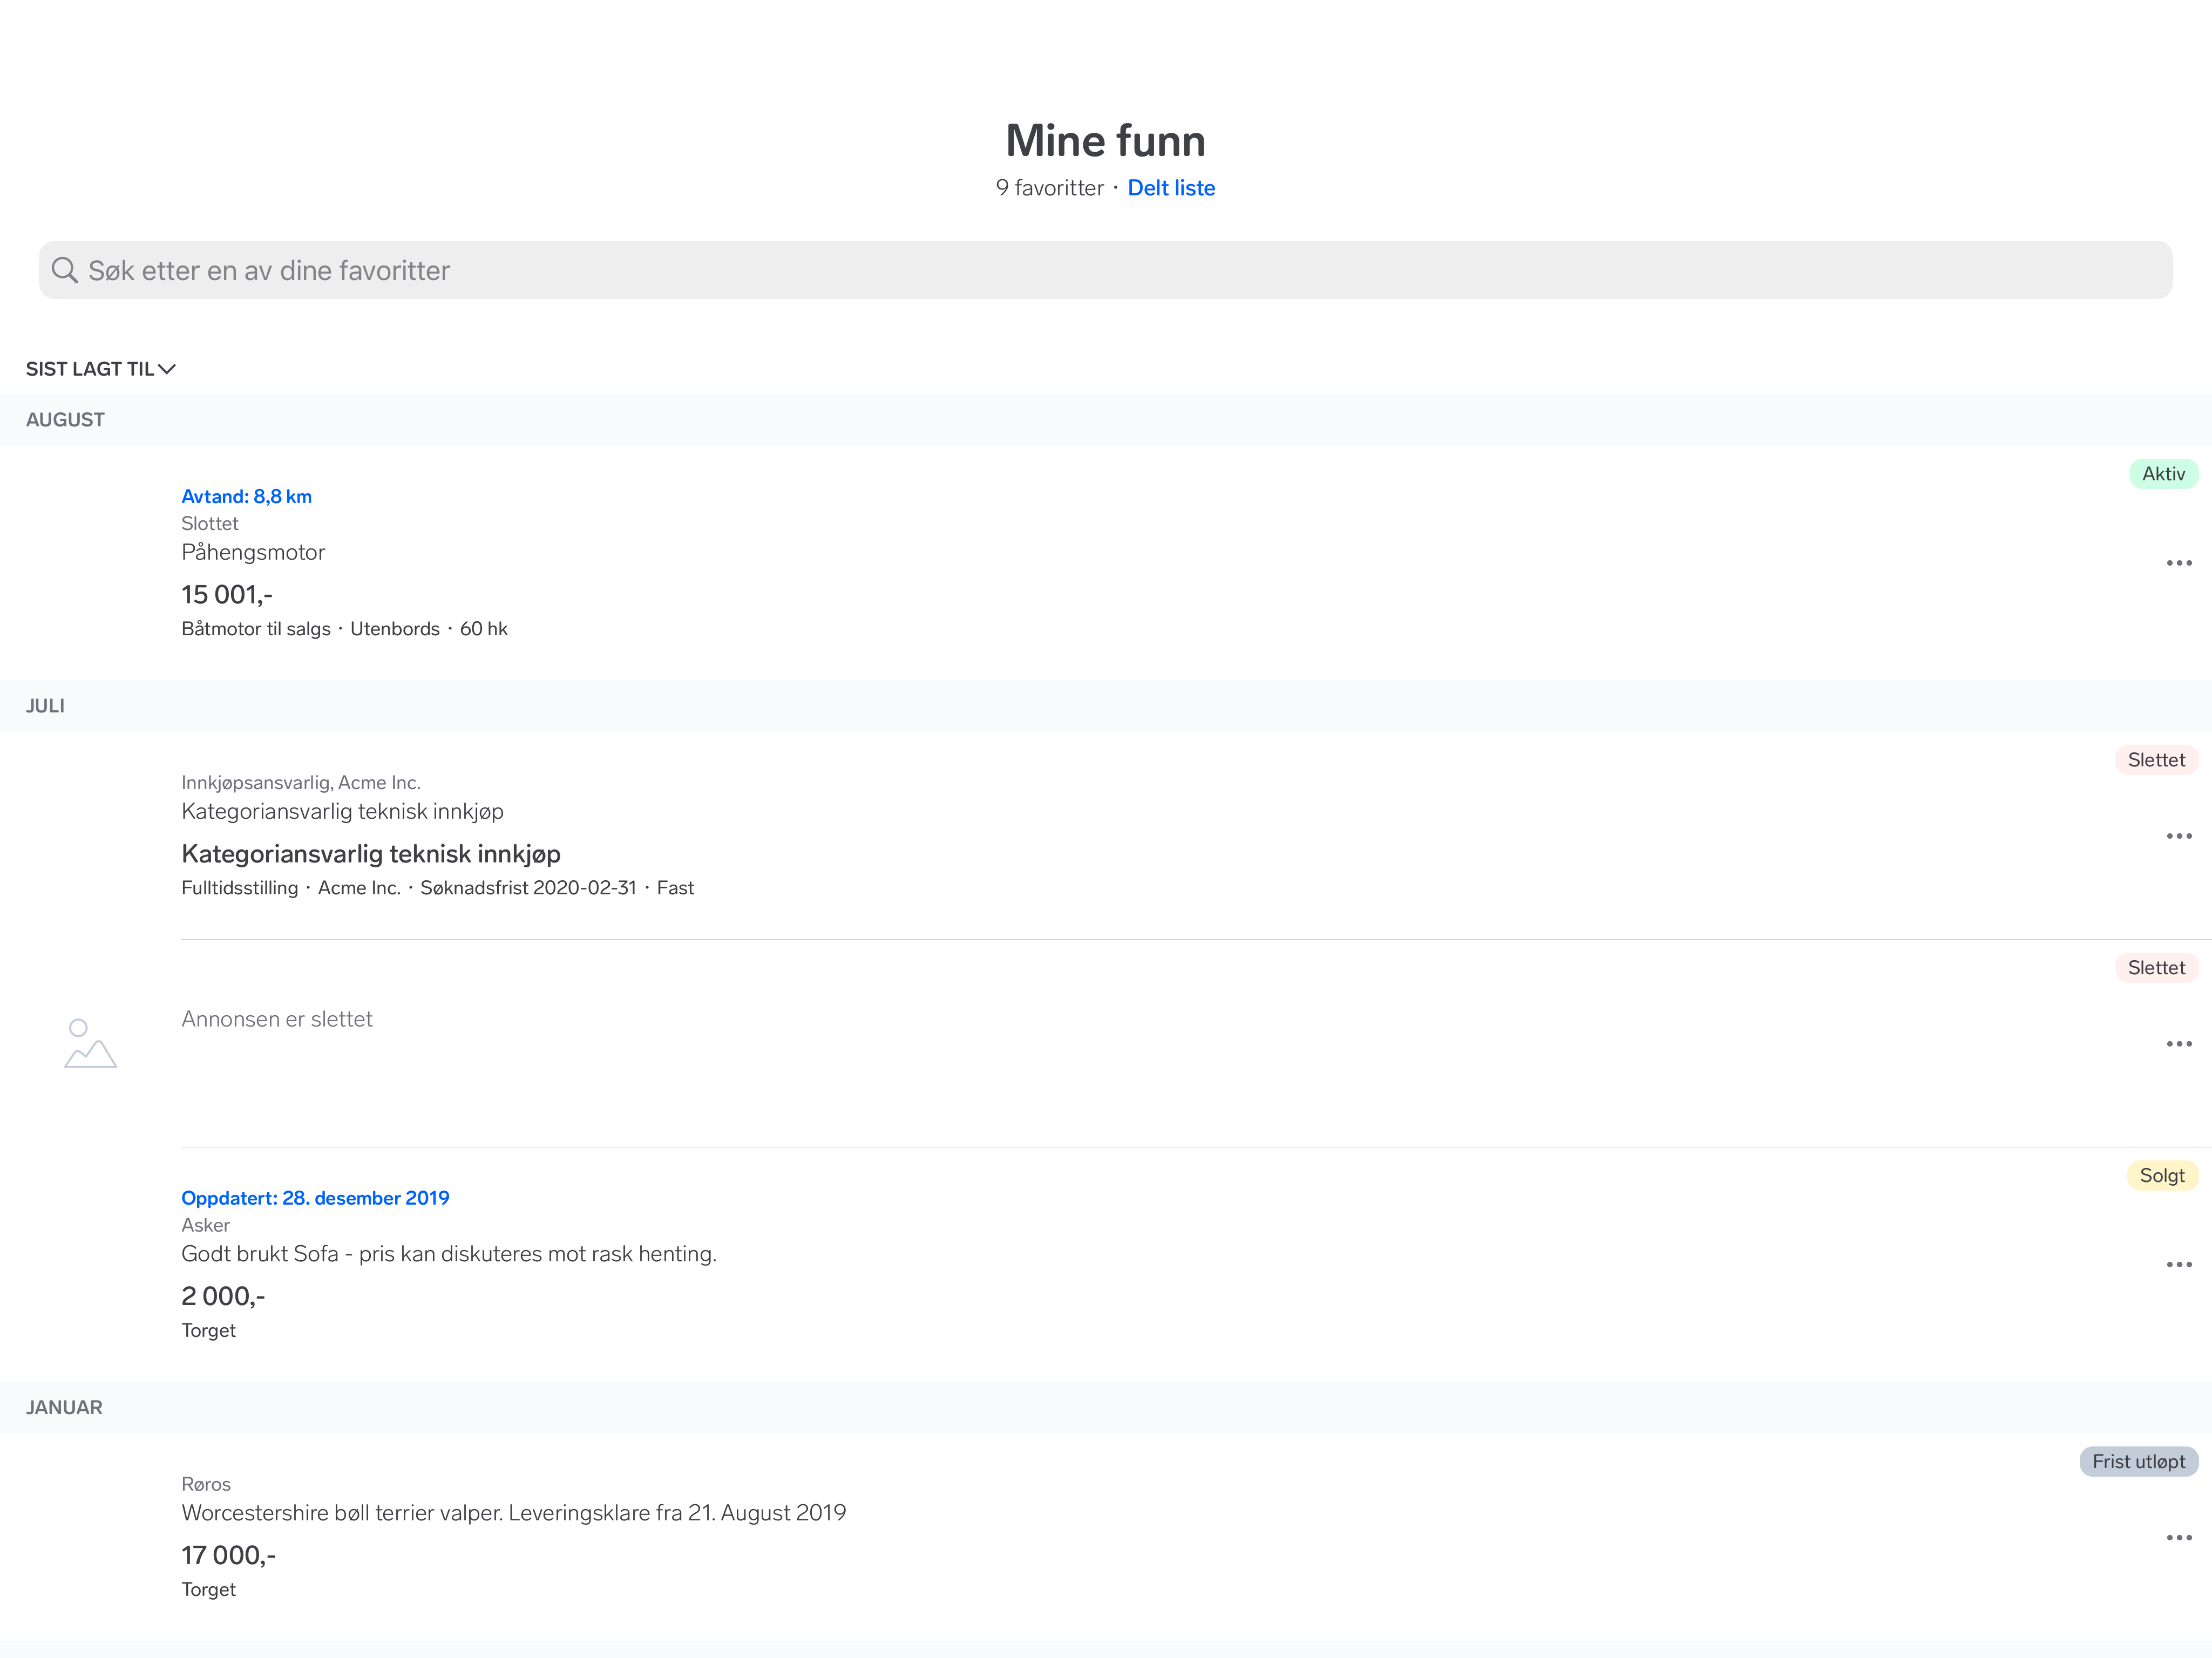 Mine funn
9 favoritter · Delt liste
Søk etter en av dine favoritter
SIST LAGT TIL
AUGUST
Aktiv
Avtand: 8,8 km
Slottet
Påhengsmotor
15 001,-
Båtmotor til salgs · Utenbords · 60 hk
JULI
Slettet
Innkjøpsansvarlig, Acme Inc.
Kategoriansvarlig teknisk innkjøp
Kategoriansvarlig teknisk innkjøp
Fulltidsstilling · Acme Inc. · Søknadsfrist 2020-02-31 · Fast
Slettet
Annonsen er slettet
Solgt
Oppdatert: 28. desember 2019
Asker
Godt brukt Sofa - pris kan diskuteres mot rask henting.
2 000,-
Torget
JANUAR
Frist utløpt
Røros
Worcestershire bøll terrier valper. Leveringsklare fra 21. August 2019
17 000,-
Torget